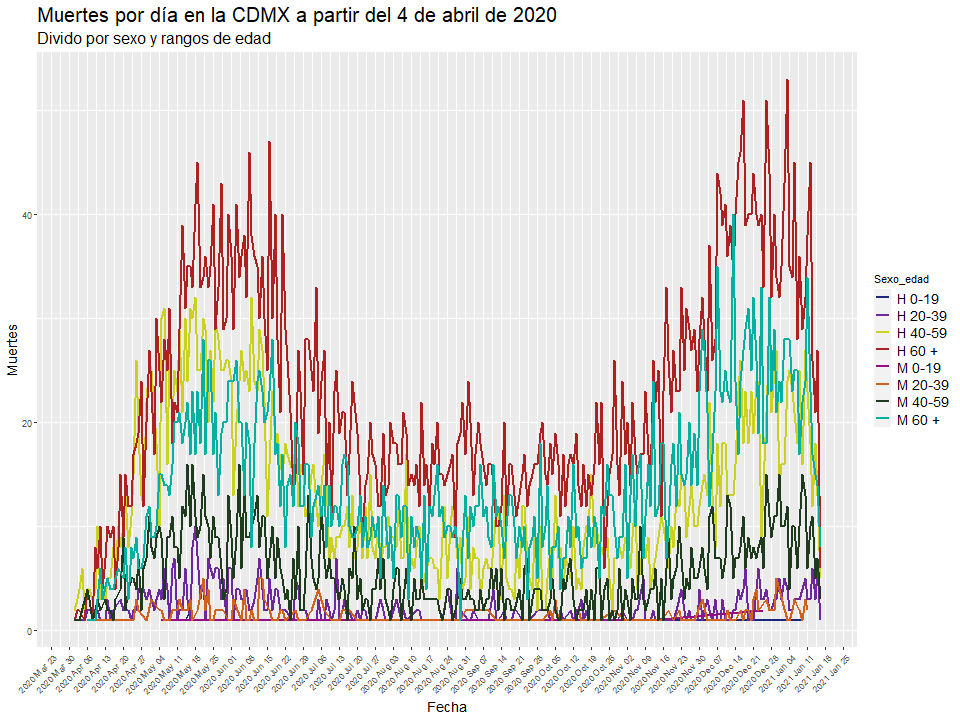 Muertes por día en la CDMX a partir del 4 de abril de 2020
Divido por sexo y rangos de edad
Muertes
40
20
0
2020 Mar 23
2020 Mar 30
2020 Apr 06
2020 Apr 13
2020 Apr 20
2020 Apr 27
2020 May 04
2020 May 11
2020 May 18
2020 May 25
2020 Jun 01
2020 Jun 08
2020 Jun 15
2020 Jun 22
2020 Jun 29
2020 Jul 06
2020 Jul 13
2020 Jul 20
2020 Jul 27
2020 Aug 03
2020 Aug 10
2020 Aug 17
2020 Aug 24
2020 Aug 31
2020 Sep 07
2020 Sep 14
2020 Sep 21
2020 Sep 28
2020 Oct 05
2020 Oct 12
2020 Oct 19
2020 Oct 26
2020 Nov 02
2020 Nov 09
2020 Nov 16
2020 Nov 23
2020 Nov 30
2020 Dec 07
2020 Dec 14
2020 Dec 21
2020 Dec 28
2021 Jan 04
2021 Jan 11
2021 Jan 18
2021 Jan 25
Fecha
Sexo_edad
H 0-19
H 20-39
H 40-59
H 60 +
M 0-19
M 20-39
M 40-59
M 60 +